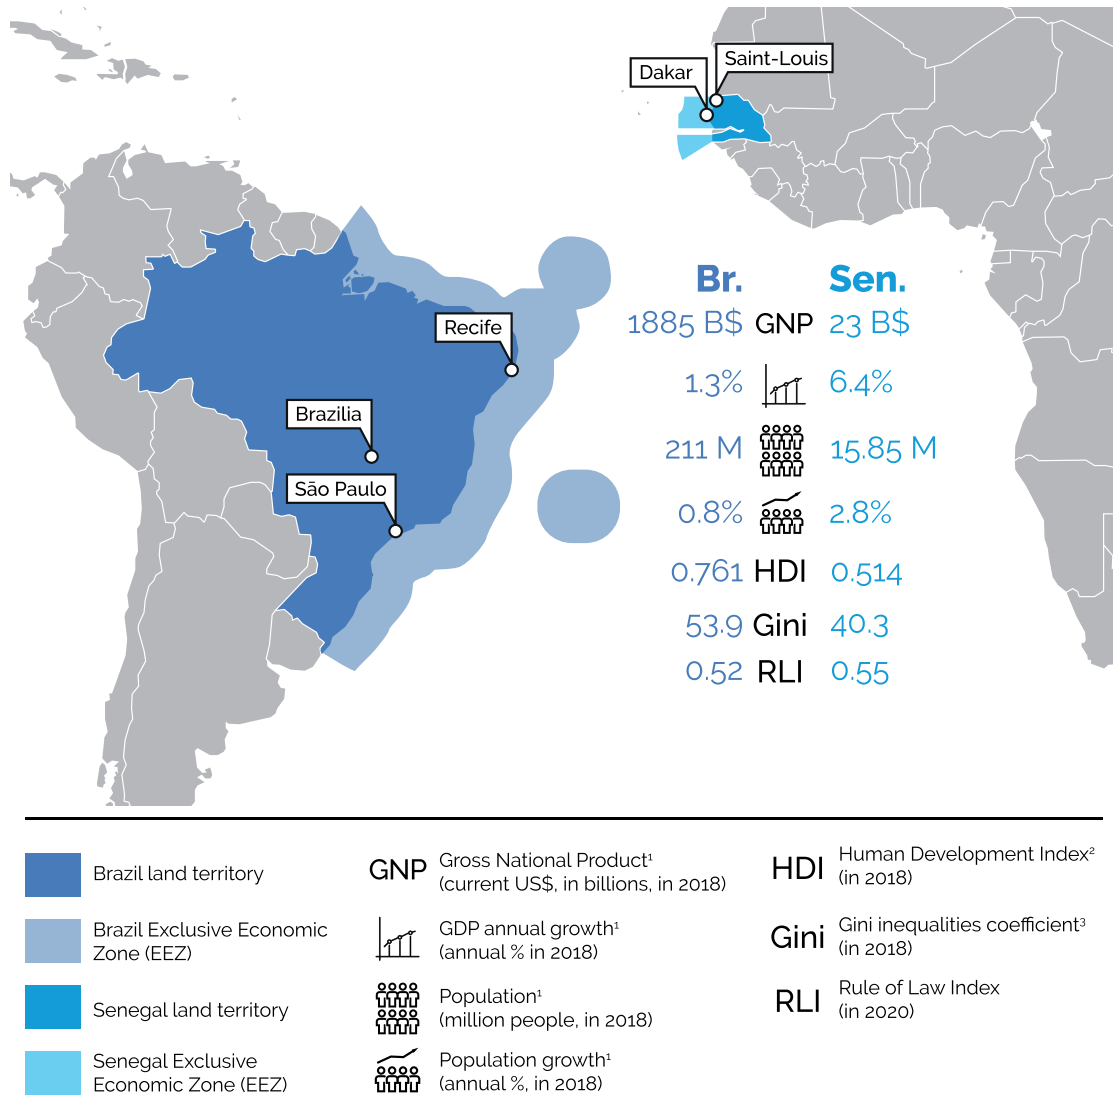 Saint-Louis
Dakar
Recife
Brazilia
São Paulo
Br. Sen.
1885 B$ GNP 23 B$
1.3% 6.4%
211 M 15.85 M
0.8% 2.8%
0.761 HDI 0.514
53.9 Gini 40.3
0.52 RLI 0.55
Brazil land territory
Brazil Exclusive Economic
Zone (EEZ)
Senegal land territory
Senegal Exclusive
Economic Zone (EEZ)
GNP
Gross National Product¹
(current US$, in billions, in 2018)
GDP annual growth¹
(annual % in 2018)
Population¹
(million people, in 2018)
Population growth¹
(annual %, in 2018)
HDI
Human Development Index²
(in 2018)
Gini
Gini inequalities coefficient³
(in 2018)
RLI
Rule of Law Index
(in 2020)